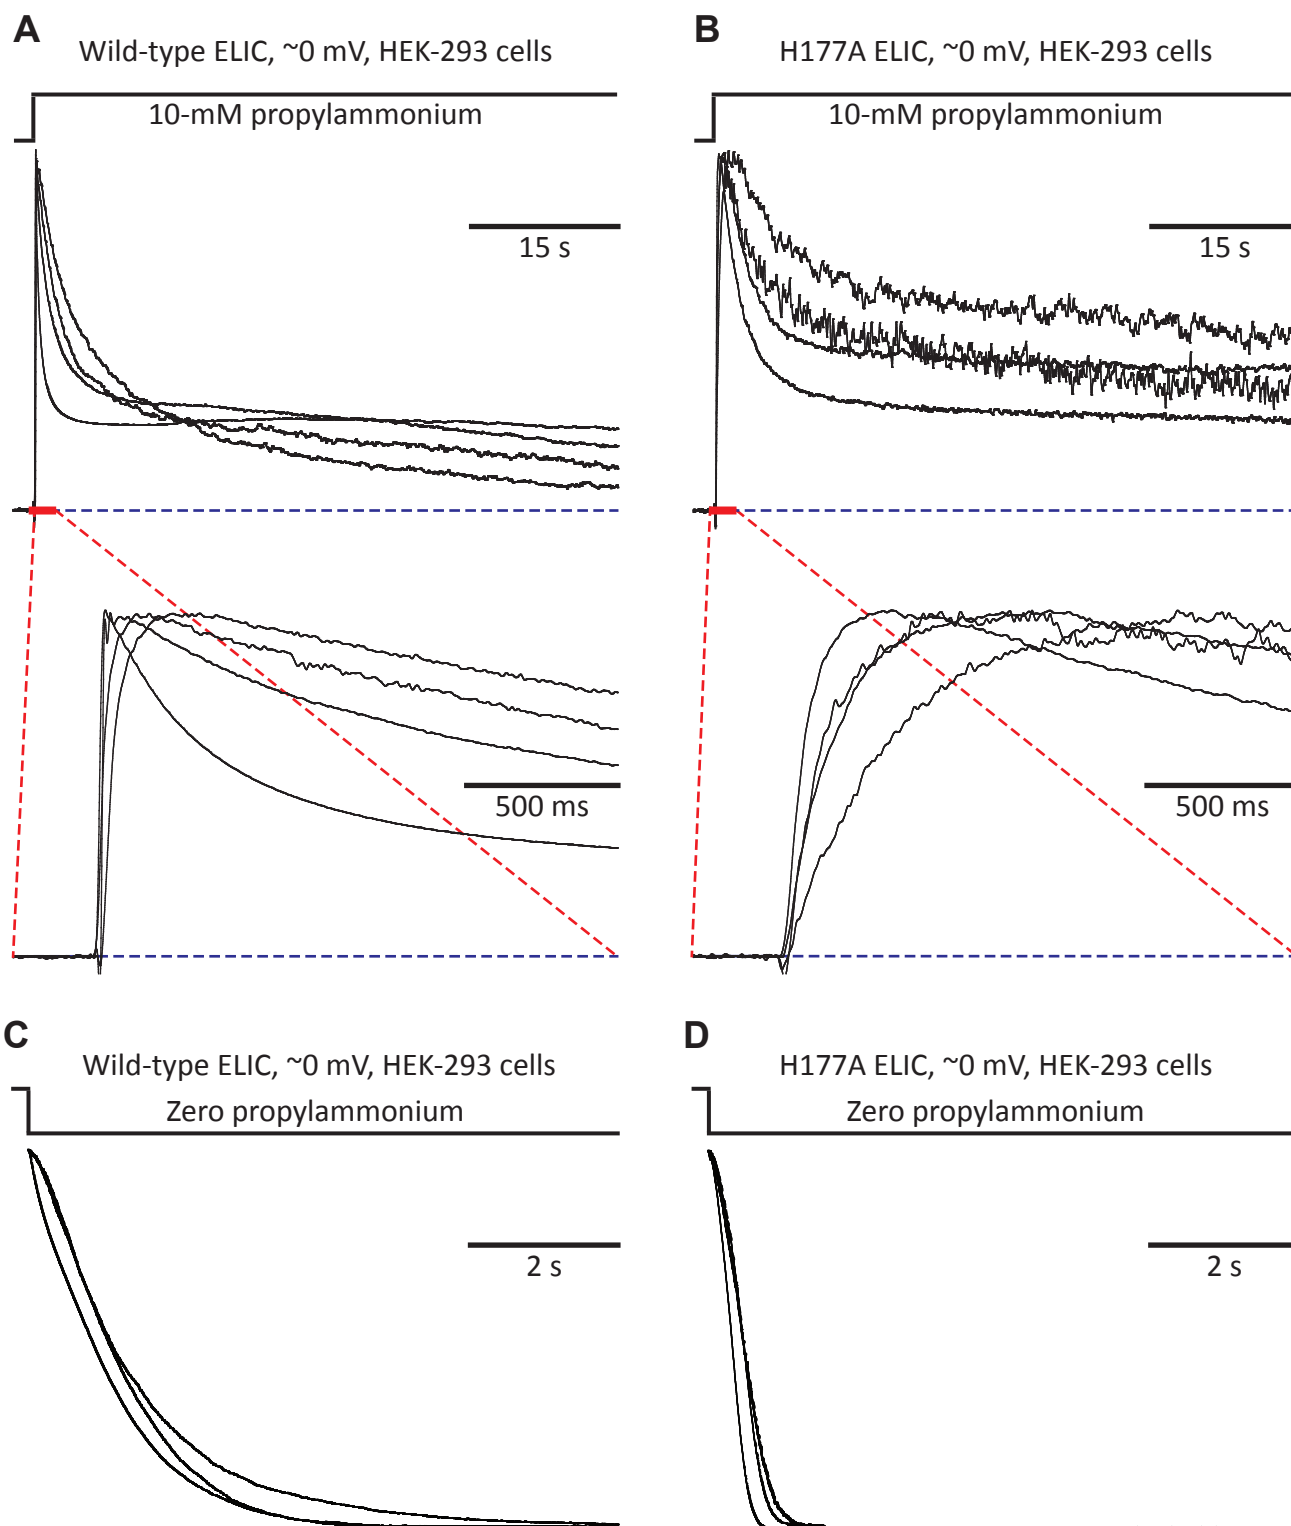 A
Wild-type ELIC, ~0 mV, HEK-293 cells
10-mM propylammonium
15 s
500 ms
B
H177A ELIC, ~0 mV, HEK-293 cells
10-mM propylammonium
15 s
500 ms
C
Wild-type ELIC, ~0 mV, HEK-293 cells
Zero propylammonium
2 s
D
H177A ELIC, ~0 mV, HEK-293 cells
Zero propylammonium
2 s